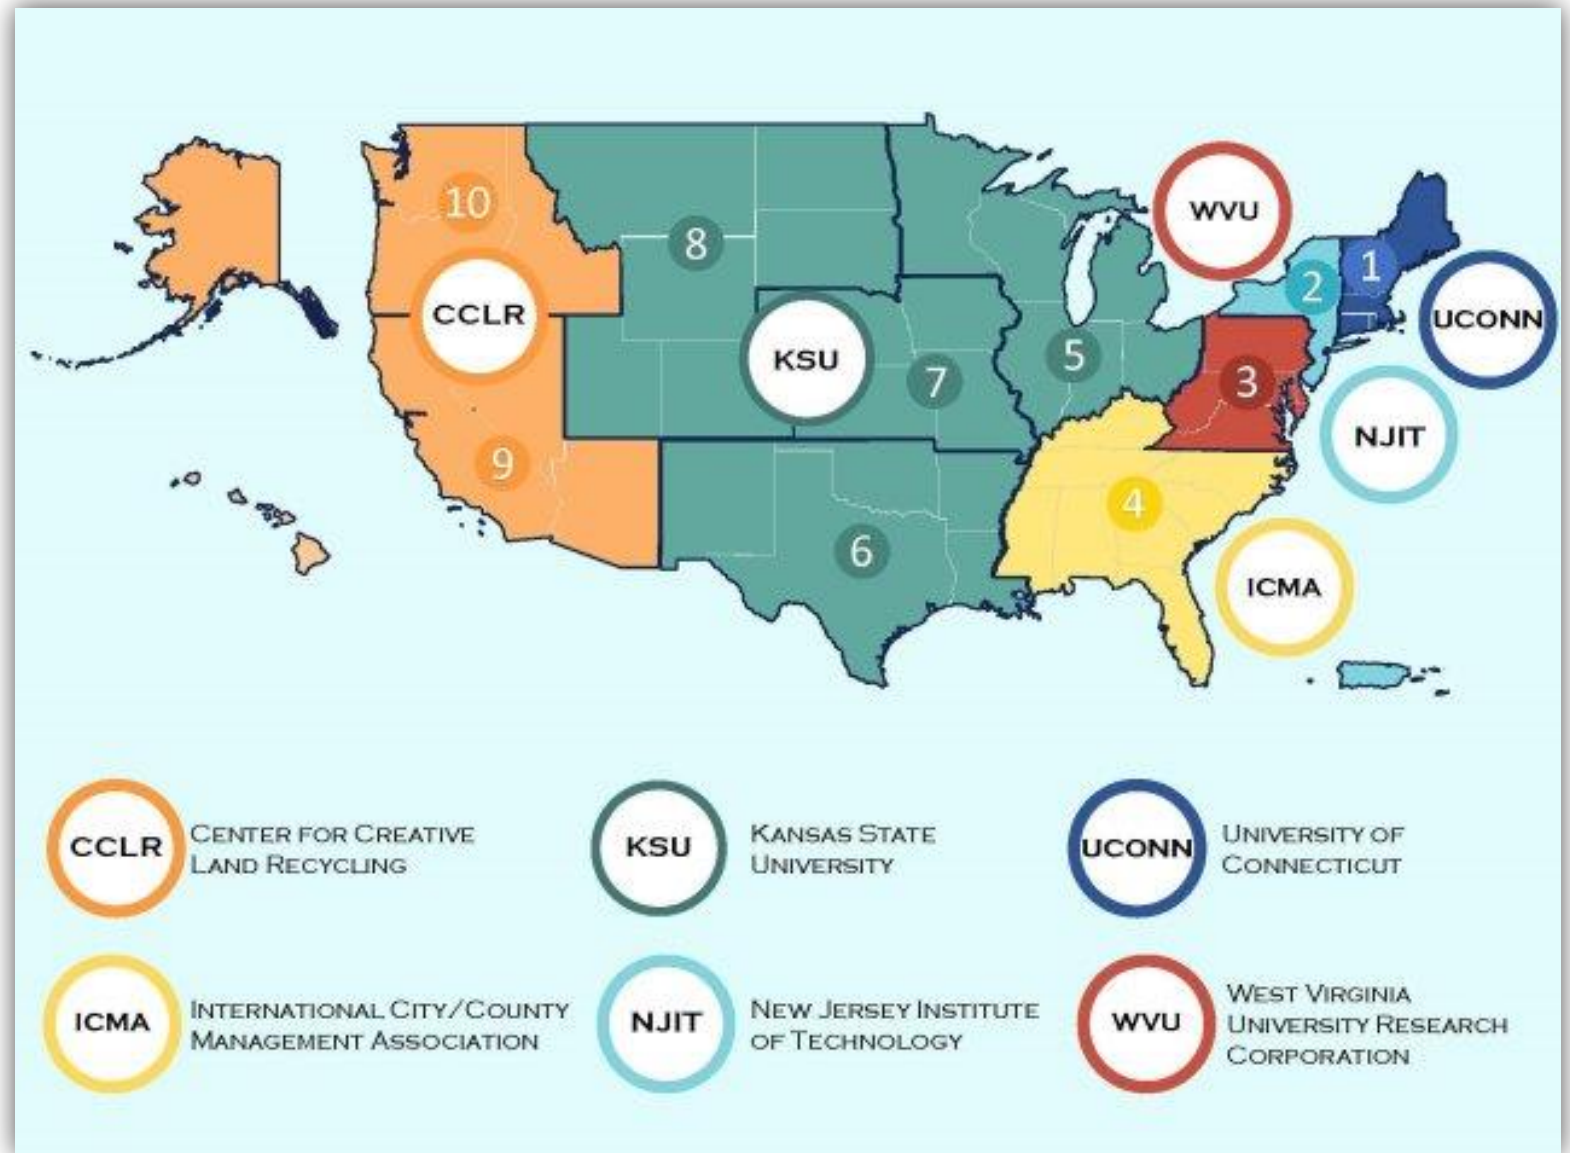 10
WVU
8
1
2
CCLR
UCONN
KSU
5
7
3
NJIT
9
4
6
ICMA
CCLR
CENTER FOR CREATIVE
LAND RECYCLING
KSU
KANSAS STATE
UNIVERSITY
UCONN
UNIVERSITY OF
CONNECTICUT
ICMA
INTERNATIONAL CITY/COUNTY
MANAGEMENT ASSOCIATION
NJIT
NEW JERSEY INSTITUTE
OF TECHNOLOGY
WVU
WEST VIRGINIA
UNIVERSITY RESEARCH
CORPORATION